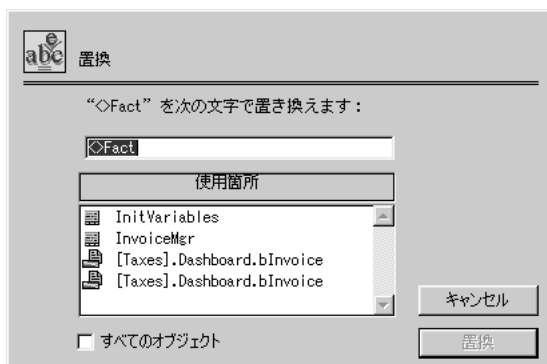 abc
e
置換
“◇Fact” を次の文字で置き換えます：
◇Fact
使用箇所
InitVariables
InvoiceMgr
[Taxes].Dashboard.bInvoice
[Taxes].Dashboard.bInvoice
キャンセル
すべてのオブジェクト
置換